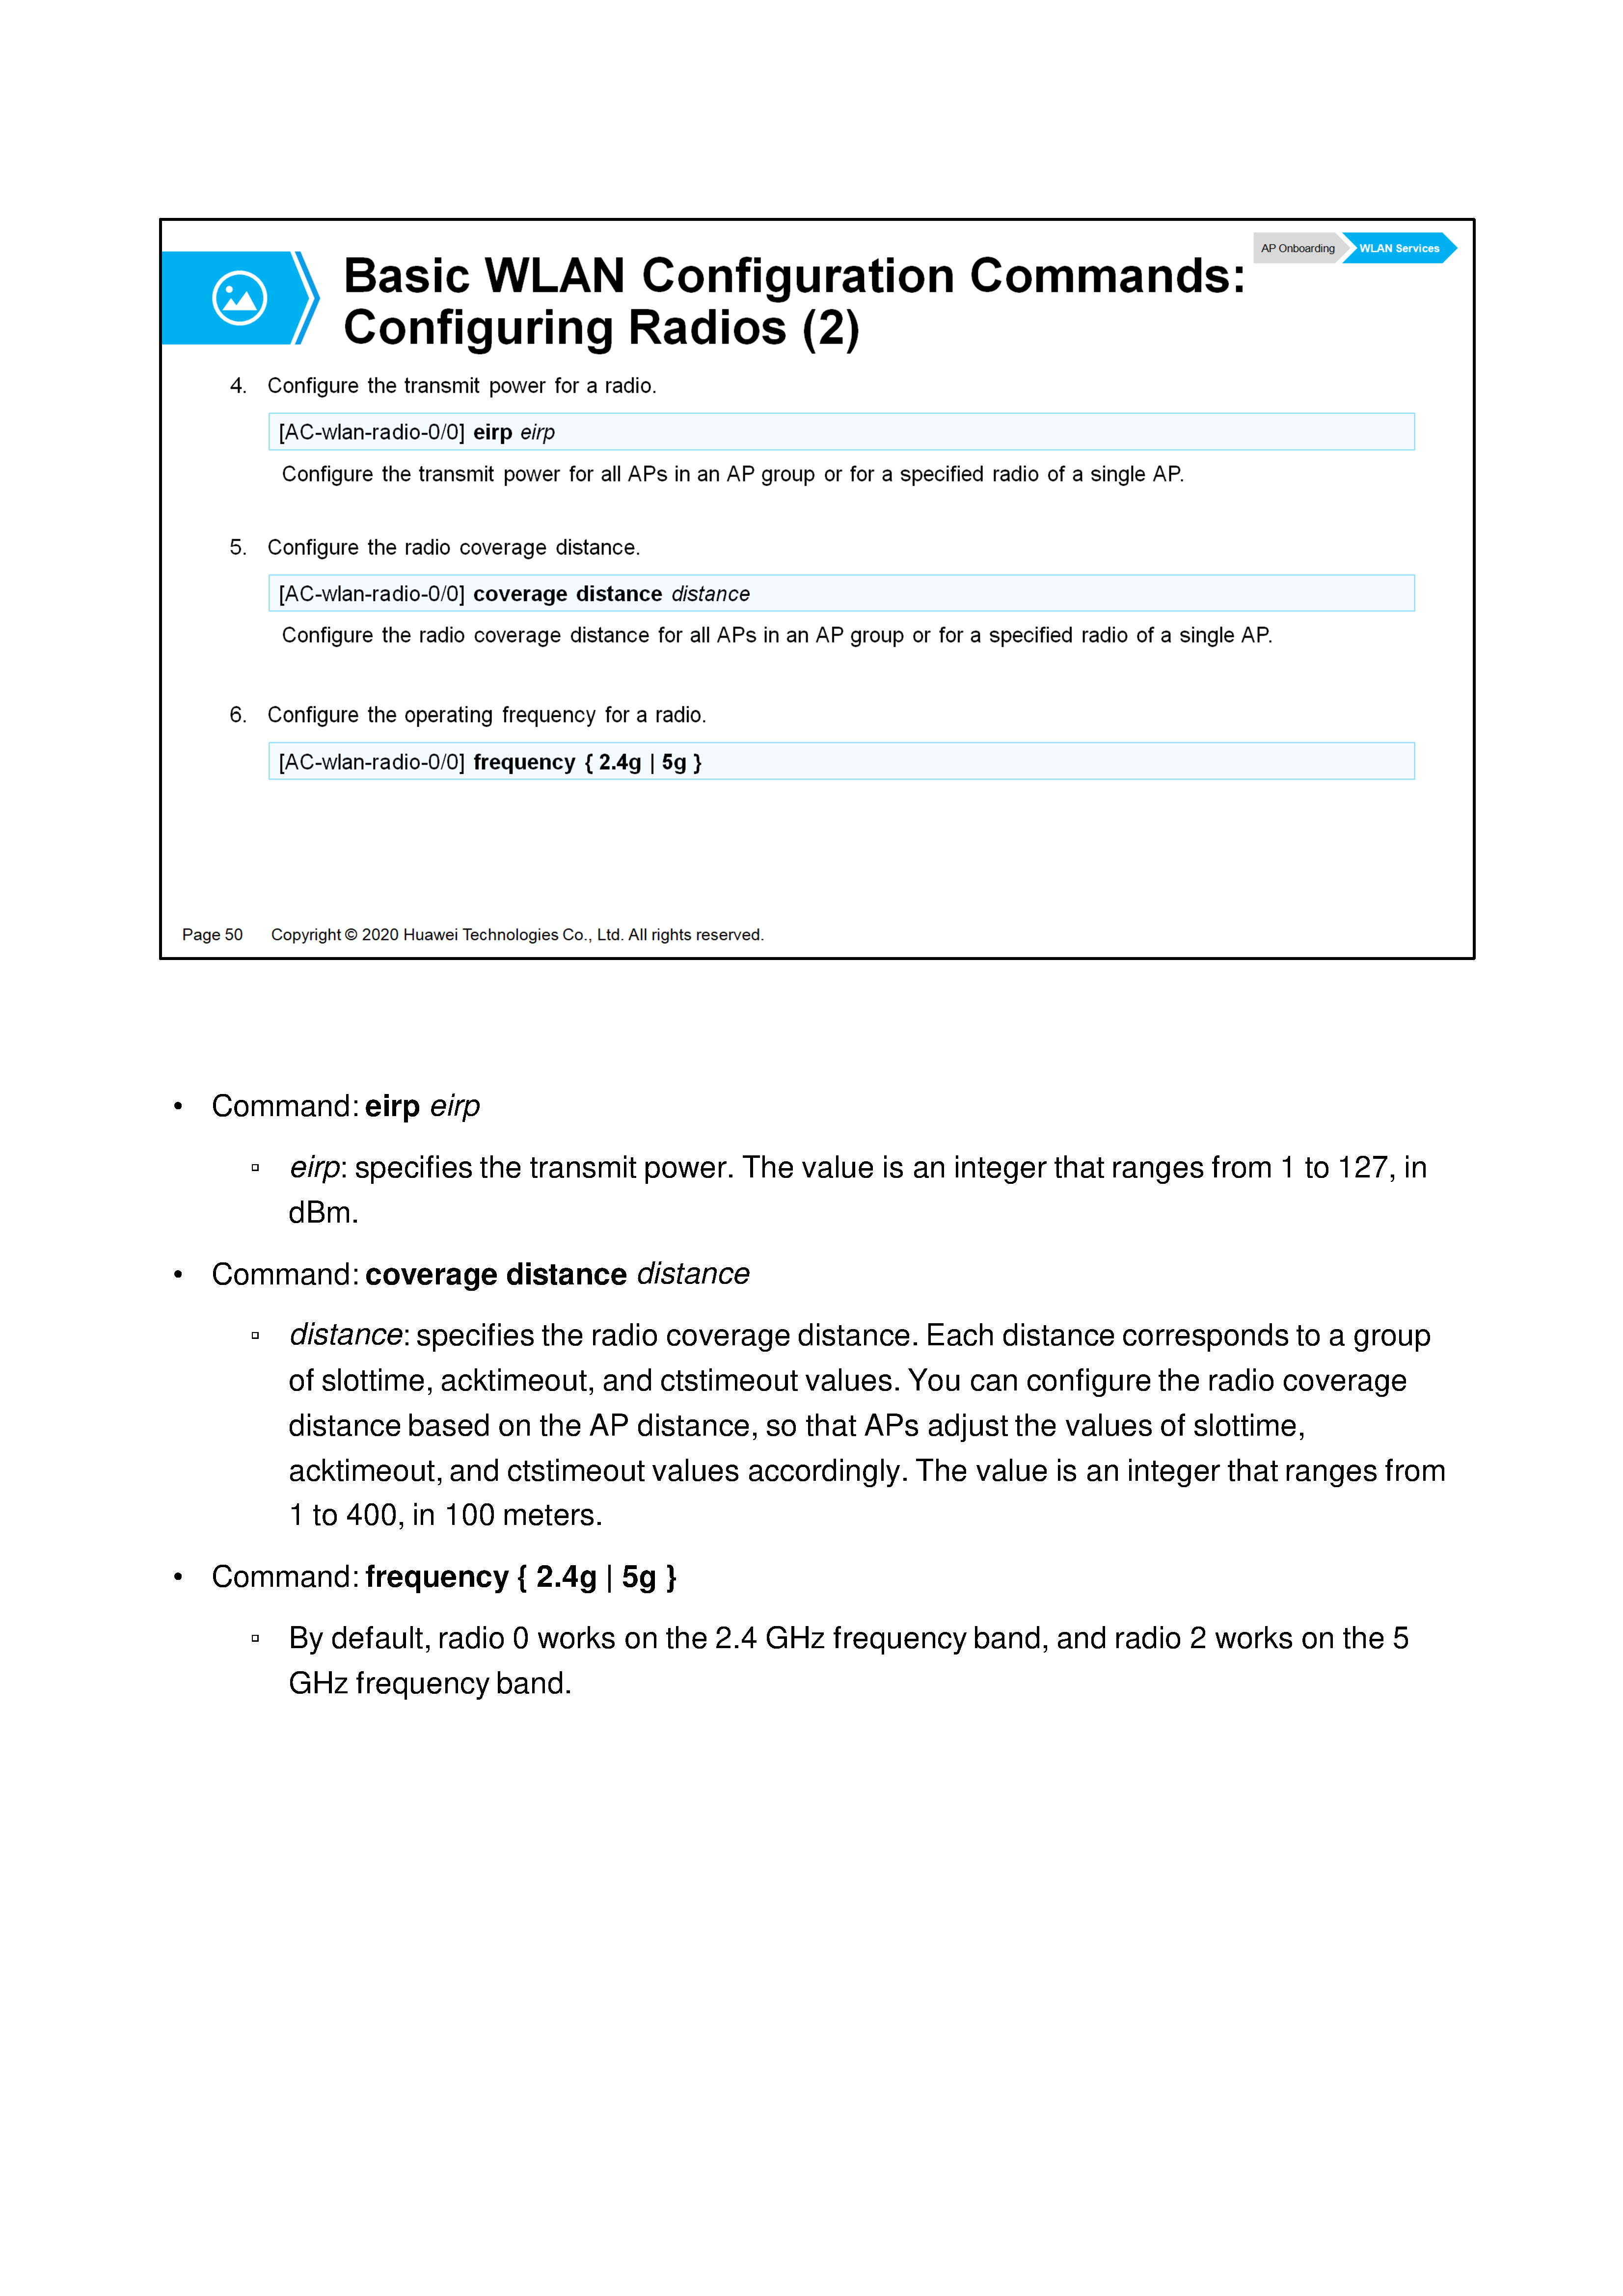 AP Onboarding
WLAN Services
Basic WLAN Configuration Commands:
Configuring Radios (2)
4. Configure the transmit power for a radio.
[AC-wlan-radio-0/0] eirp eirp
Configure the transmit power for all APs in an AP group or for a specified radio of a single AP.
5. Configure the radio coverage distance.
[AC-wlan-radio-0/0] coverage distance distance
Configure the radio coverage distance for all APs in an AP group or for a specified radio of a single AP.
6. Configure the operating frequency for a radio.
[AC-wlan-radio-0/0] frequency { 2.4g | 5g }
Page 50 Copyright © 2020 Huawei Technologies Co., Ltd. All rights reserved.
• Command: eirp eirp
▫ eirp: specifies the transmit power. The value is an integer that ranges from 1 to 127, in
dBm.
• Command: coverage distance distance
▫ distance: specifies the radio coverage distance. Each distance corresponds to a group
of slottime, acktimeout, and ctstimeout values. You can configure the radio coverage
distance based on the AP distance, so that APs adjust the values of slottime,
acktimeout, and ctstimeout values accordingly. The value is an integer that ranges from
1 to 400, in 100 meters.
• Command: frequency { 2.4g | 5g }
▫ By default, radio 0 works on the 2.4 GHz frequency band, and radio 2 works on the 5
GHz frequency band.